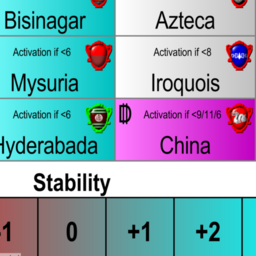 Bisinagar
Azteca
Activation if <6
Activation if <8
Mysuria
Iroquois
Activation if <6
Activation if <9/11/6
Hyderabada
China
Stability
-1 0 +1 +2